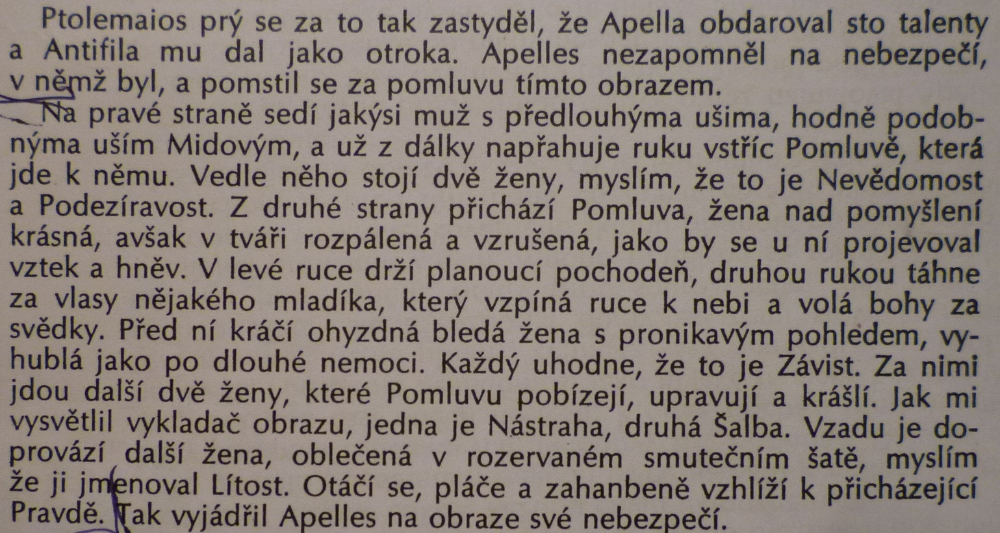 Ptolemaios prý se za to tak zastyděl, že Apella obdaroval sto talenty
a Antifila mu dal jako otroka. Apelles nezapomněl na nebezpečí,
v němž byl, a pomstil se za pomluvu tímto obrazem.
Na pravé straně sedí jakýsi muž s předlouhýma ušima, hodně podob-
nýma uším Midovým, a už z dálky napřahuje ruku vstříc Pomluvě, která
jde k němu. Vedle něho stojí dvě ženy, myslím, že to je Nevědomost
a Podezíravost. Z druhé strany přichází Pomluva, žena nad pomyšlení
krásná, avšak v tváři rozpálená a vzrušená, jako by se u ní projevoval
vztek a hněv. V levé ruce drží planoucí pochodeň, druhou rukou táhne
za vlasy nějakého mladíka, který vzpíná ruce k nebi a volá bohy za
svědky. Před ní kráčí ohyzdná bledá žena s pronikavým pohledem, vy-
hublá jako po dlouhé nemoci. Každý uhodne, že to je Závist. Za nimi
jdou další dvě ženy, které Pomluvu pobízejí, upravují a krášlí. Jak mi
vysvětlil vykladač obrazu, jedna je Nástraha, druhá Šalba. Vzadu je do-
provází další žena, oblečená v rozervaném smutečním šatě, myslím
že ji jmenoval Lítost. Otáčí se, pláče a zahanbeně vzhlíží k přicházející
Pravdě. Tak vyjádřil Apelles na obraze své nebezpečí.